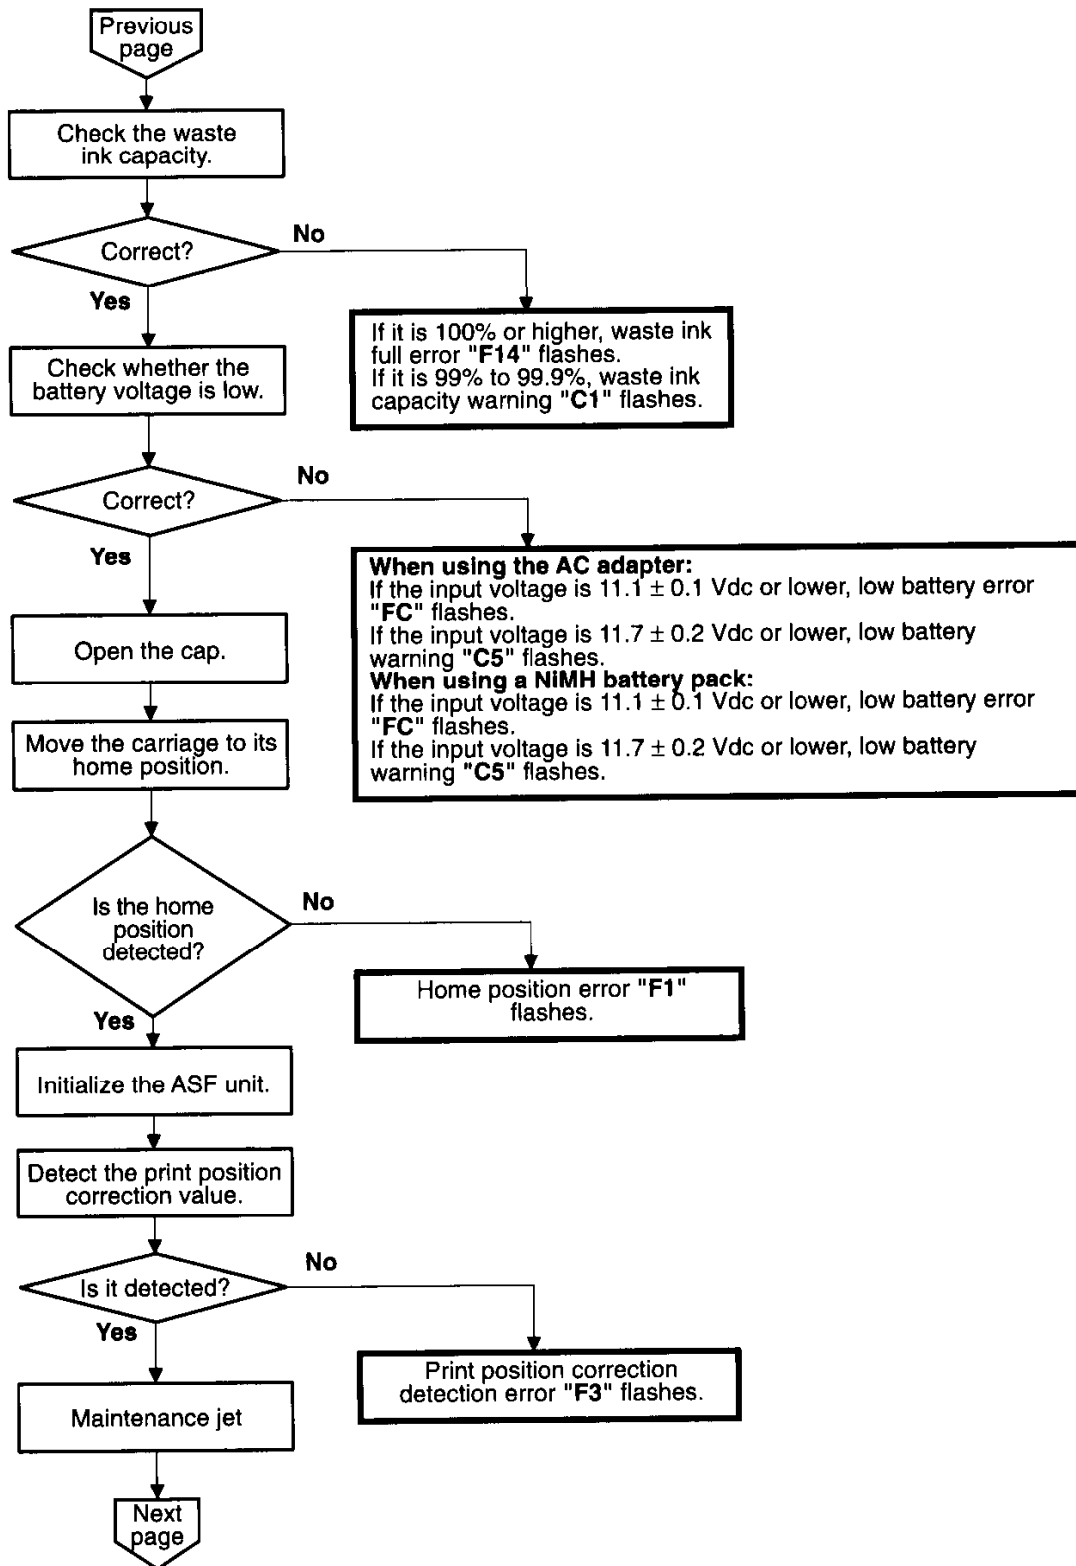 Previous
page
Check the waste
ink capacity.
Correct?
No
Yes
If it is 100% or higher, waste ink
full error "F14" flashes.
If it is 99% to 99.9%, waste ink
capacity warning "C1" flashes.
Check whether the
battery voltage is low.
Correct?
No
Yes
When using the AC adapter:
If the input voltage is 11.1 ± 0.1 Vdc or lower, low battery error
"FC" flashes.
If the input voltage is 11.7 ± 0.2 Vdc or lower, low battery
warning "C5" flashes.
When using a NiMH battery pack:
If the input voltage is 11.1 ± 0.1 Vdc or lower, low battery error
"FC" flashes.
If the input voltage is 11.7 ± 0.2 Vdc or lower, low battery
warning "C5" flashes.
Open the cap.
Move the carriage to its
home position.
Is the home
position
detected?
No
Yes
Home position error "F1"
flashes.
Initialize the ASF unit.
Detect the print position
correction value.
Is it detected?
No
Yes
Print position correction
detection error "F3" flashes.
Maintenance jet
Next
page